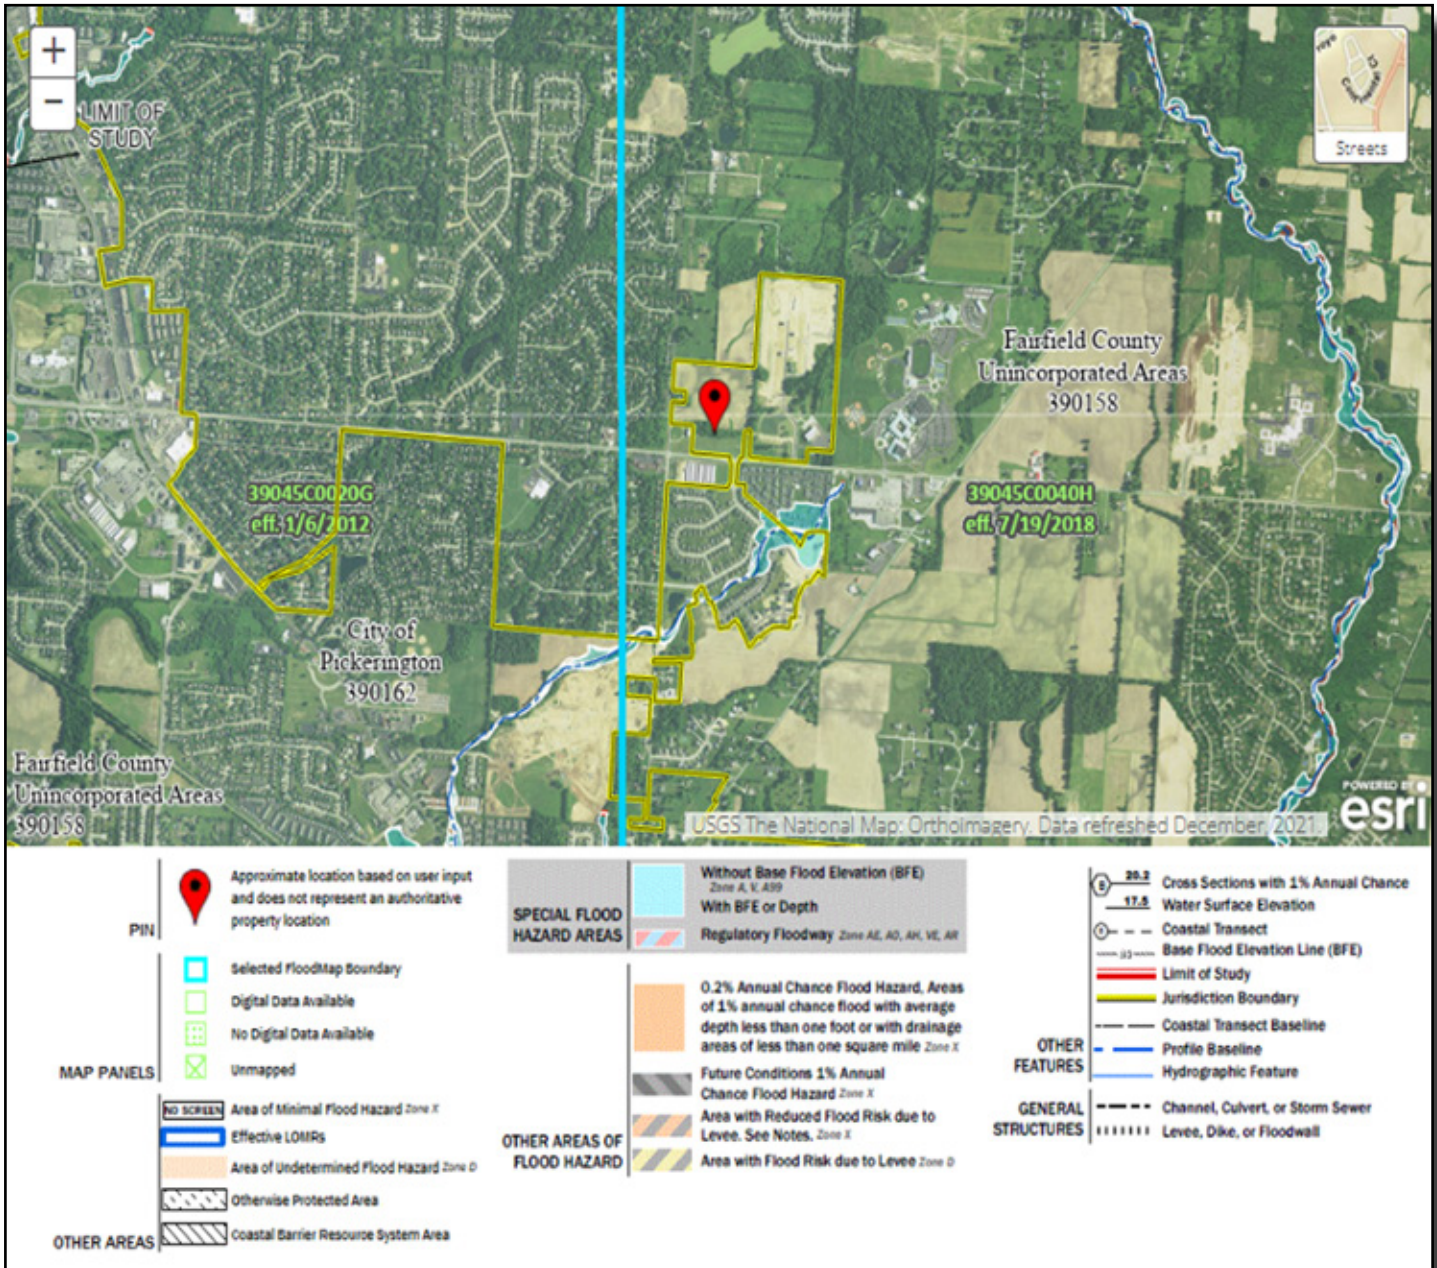 +
−
LIMIT OF
STUDY
Streets
Fairfield County
Unincorporated Areas
390158
39045C0020G
eff. 1/6/2012
39045C0040H
eff. 7/19/2018
City of
Pickerington
390162
Fairfield County
Unincorporated Areas
390158
POWERED BY
esri
USGS The National Map: Orthoimagery. Data refreshed December, 2021.
PIN
Approximate location based on user input
and does not represent an authoritative
property location
MAP PANELS
Selected FloodMap Boundary
Digital Data Available
No Digital Data Available
Unmapped
OTHER AREAS
NO SCREEN Area of Minimal Flood Hazard Zone X
Effective LOMRs
Area of Undetermined Flood Hazard Zone D
Otherwise Protected Area
Coastal Barrier Resource System Area
SPECIAL FLOOD
HAZARD AREAS
Without Base Flood Elevation (BFE)
Zone A, V, A99
With BFE or Depth
Regulatory Floodway Zone AE, AO, AH, VE, AR
OTHER AREAS OF
FLOOD HAZARD
0.2% Annual Chance Flood Hazard, Areas
of 1% annual chance flood with average
depth less than one foot or with drainage
areas of less than one square mile Zone X
Future Conditions 1% Annual
Chance Flood Hazard Zone X
Area with Reduced Flood Risk due to
Levee. See Notes. Zone X
Area with Flood Risk due to Levee Zone D
OTHER
FEATURES
B 20.2 Cross Sections with 1% Annual Chance
17.5 Water Surface Elevation
Coastal Transect
Base Flood Elevation Line (BFE)
Limit of Study
Jurisdiction Boundary
Coastal Transect Baseline
Profile Baseline
Hydrographic Feature
GENERAL
STRUCTURES
Channel, Culvert, or Storm Sewer
Levee, Dike, or Floodwall